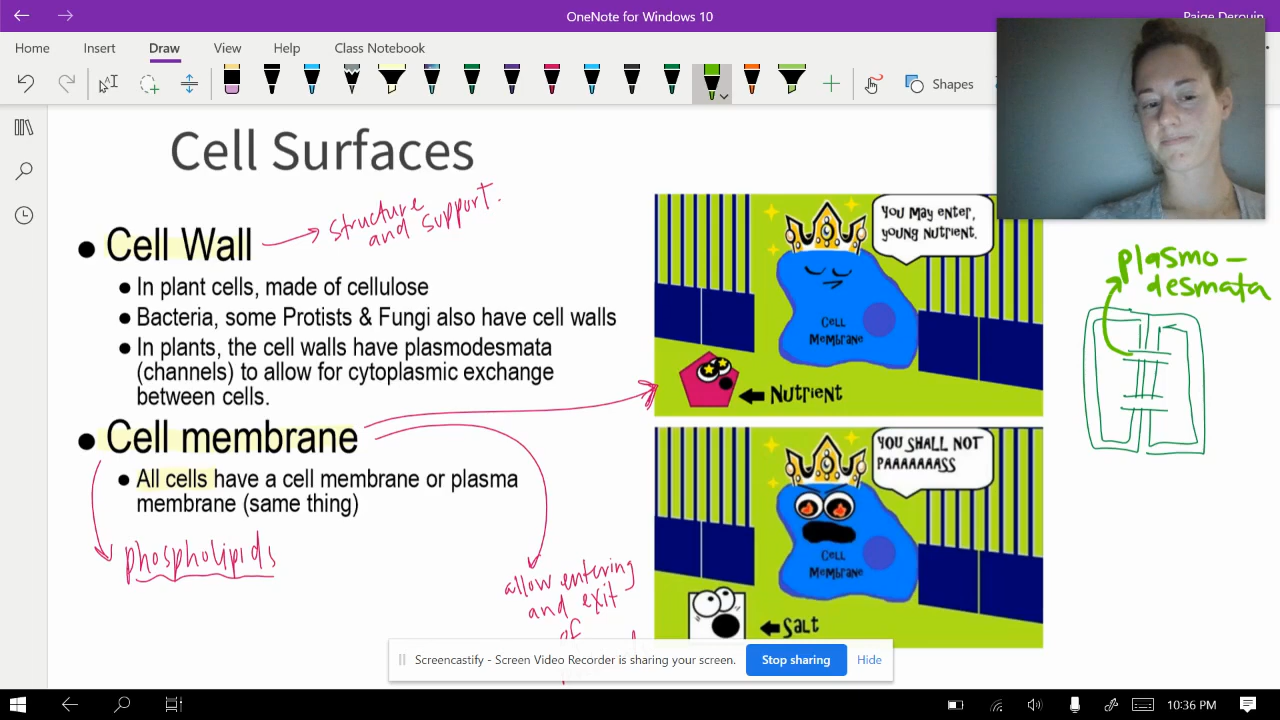 OneNote for Windows 10
Paige Derouin
Home Insert Draw View Help Class Notebook
Shapes
Cell Surfaces
structure
and support.
• Cell Wall
• In plant cells, made of cellulose
• Bacteria, some Protists & Fungi also have cell walls
• In plants, the cell walls have plasmodesmata
(channels) to allow for cytoplasmic exchange
between cells.
• Cell membrane
• All cells have a cell membrane or plasma
membrane (same thing)
phospholipids
allow entering
and exit
of
You may enter,
young nutrient.
Cell
Membrane
Nutrient
YOU SHALL NOT
PAAAAAAASS
Cell
Membrane
Salt
plasmo-
desmata
Screencastify - Screen Video Recorder is sharing your screen.
Stop sharing
Hide
10:36 PM